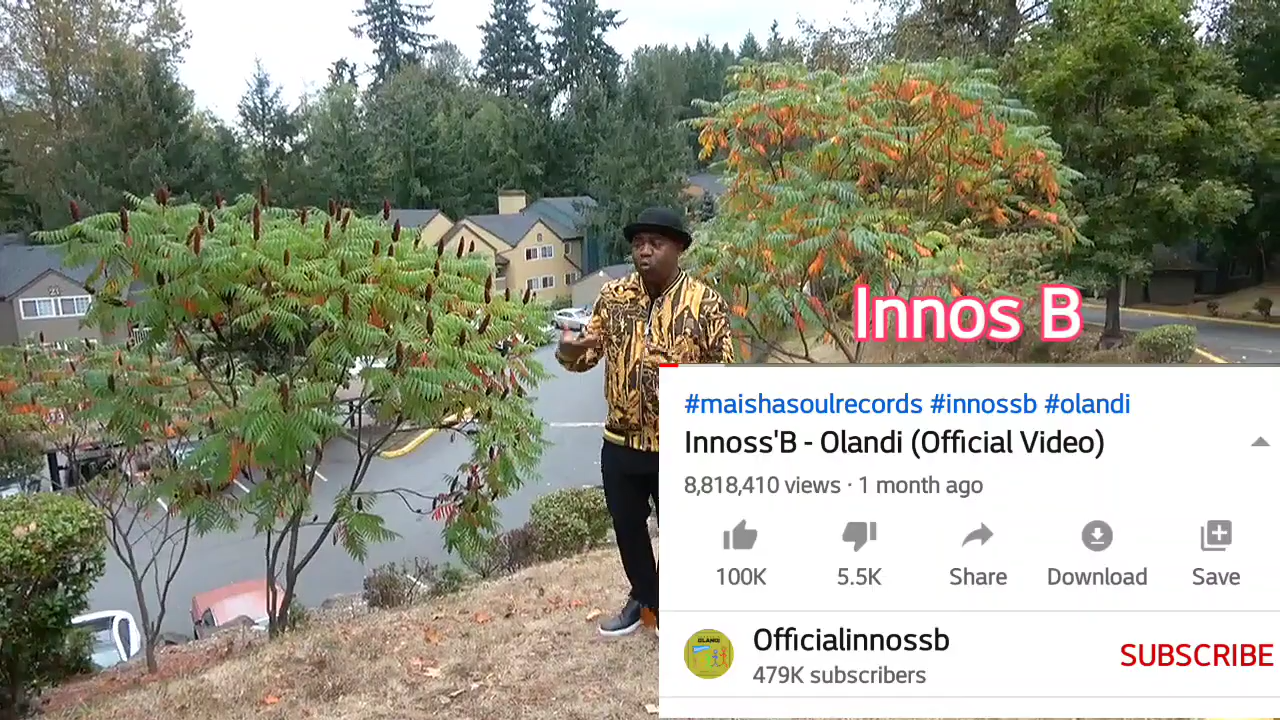 Innos B
#maishasoulrecords #innossb #olandi
Innoss'B - Olandi (Official Video)
8,818,410 views · 1 month ago
100K
5.5K
Share
Download
Save
Officialinnossb
479K subscribers
SUBSCRIBE